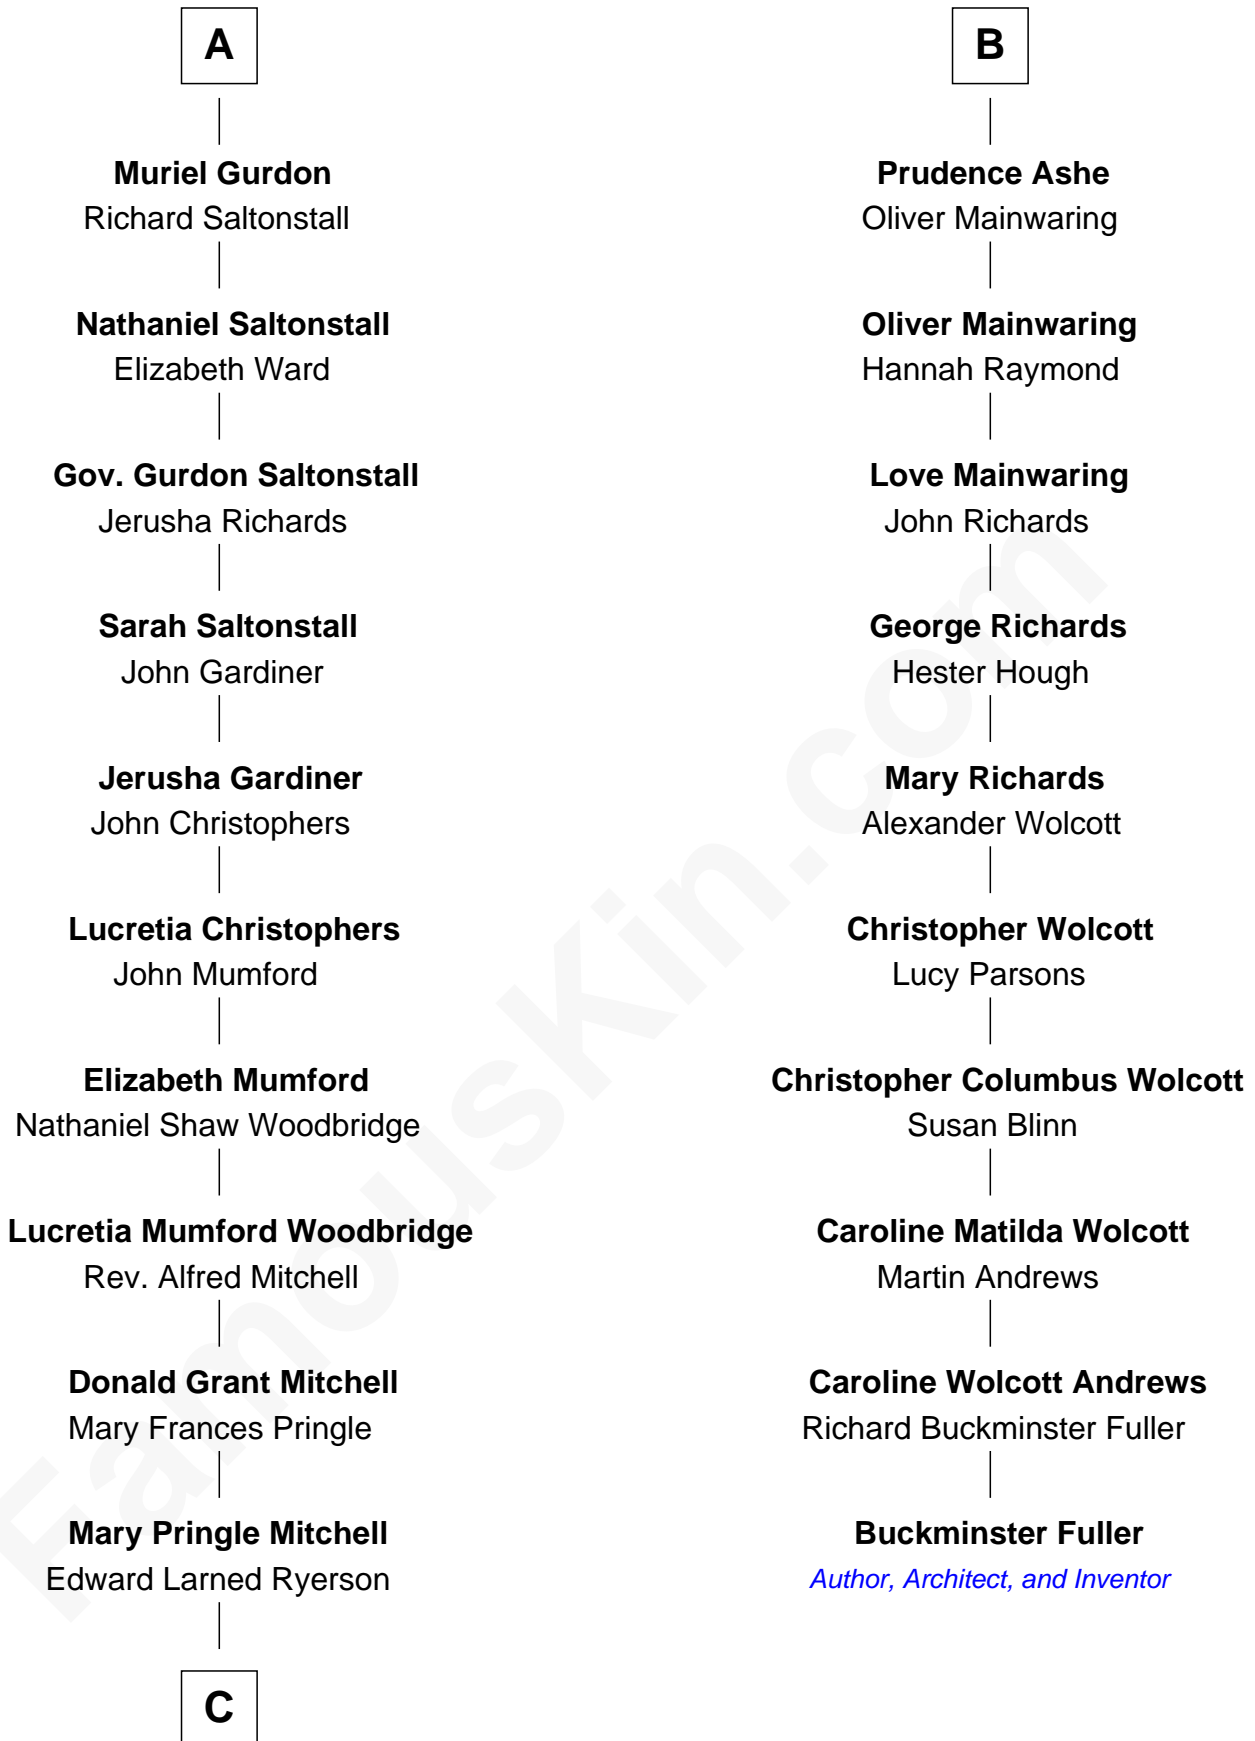 A
Muriel Gurdon
Richard Saltonstall
Nathaniel Saltonstall
Elizabeth Ward
Gov. Gurdon Saltonstall
Jerusha Richards
Sarah Saltonstall
John Gardiner
Jerusha Gardiner
John Christophers
Lucretia Christophers
John Mumford
Elizabeth Mumford
Nathaniel Shaw Woodbridge
Lucretia Mumford Woodbridge
Rev. Alfred Mitchell
Donald Grant Mitchell
Mary Frances Pringle
Mary Pringle Mitchell
Edward Larned Ryerson
C
B
Prudence Ashe
Oliver Mainwaring
Oliver Mainwaring
Hannah Raymond
Love Mainwaring
John Richards
George Richards
Hester Hough
Mary Richards
Alexander Wolcott
Christopher Wolcott
Lucy Parsons
Christopher Columbus Wolcott
Susan Blinn
Caroline Matilda Wolcott
Martin Andrews
Caroline Wolcott Andrews
Richard Buckminster Fuller
Buckminster Fuller
Author, Architect, and Inventor
FamousKin.com